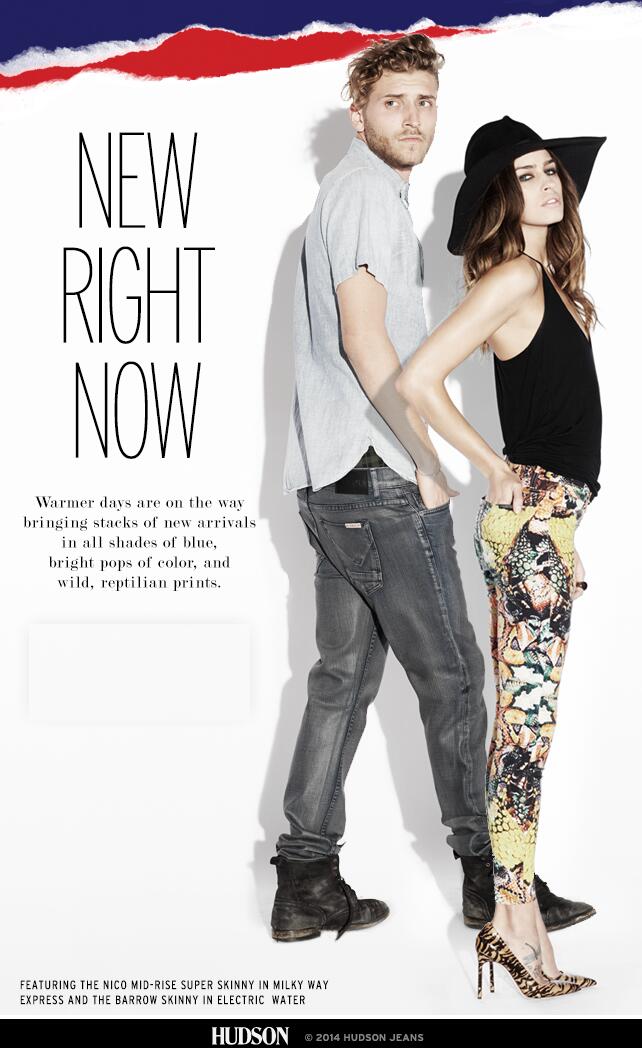 NEW
RIGHT
NOW
Warmer days are on the way
bringing stacks of new arrivals
in all shades of blue,
bright pops of color, and
wild, reptilian prints.
FEATURING THE NICO MID-RISE SUPER SKINNY IN MILKY WAY
EXPRESS AND THE BARROW SKINNY IN ELECTRIC WATER
HUDSON © 2014 HUDSON JEANS